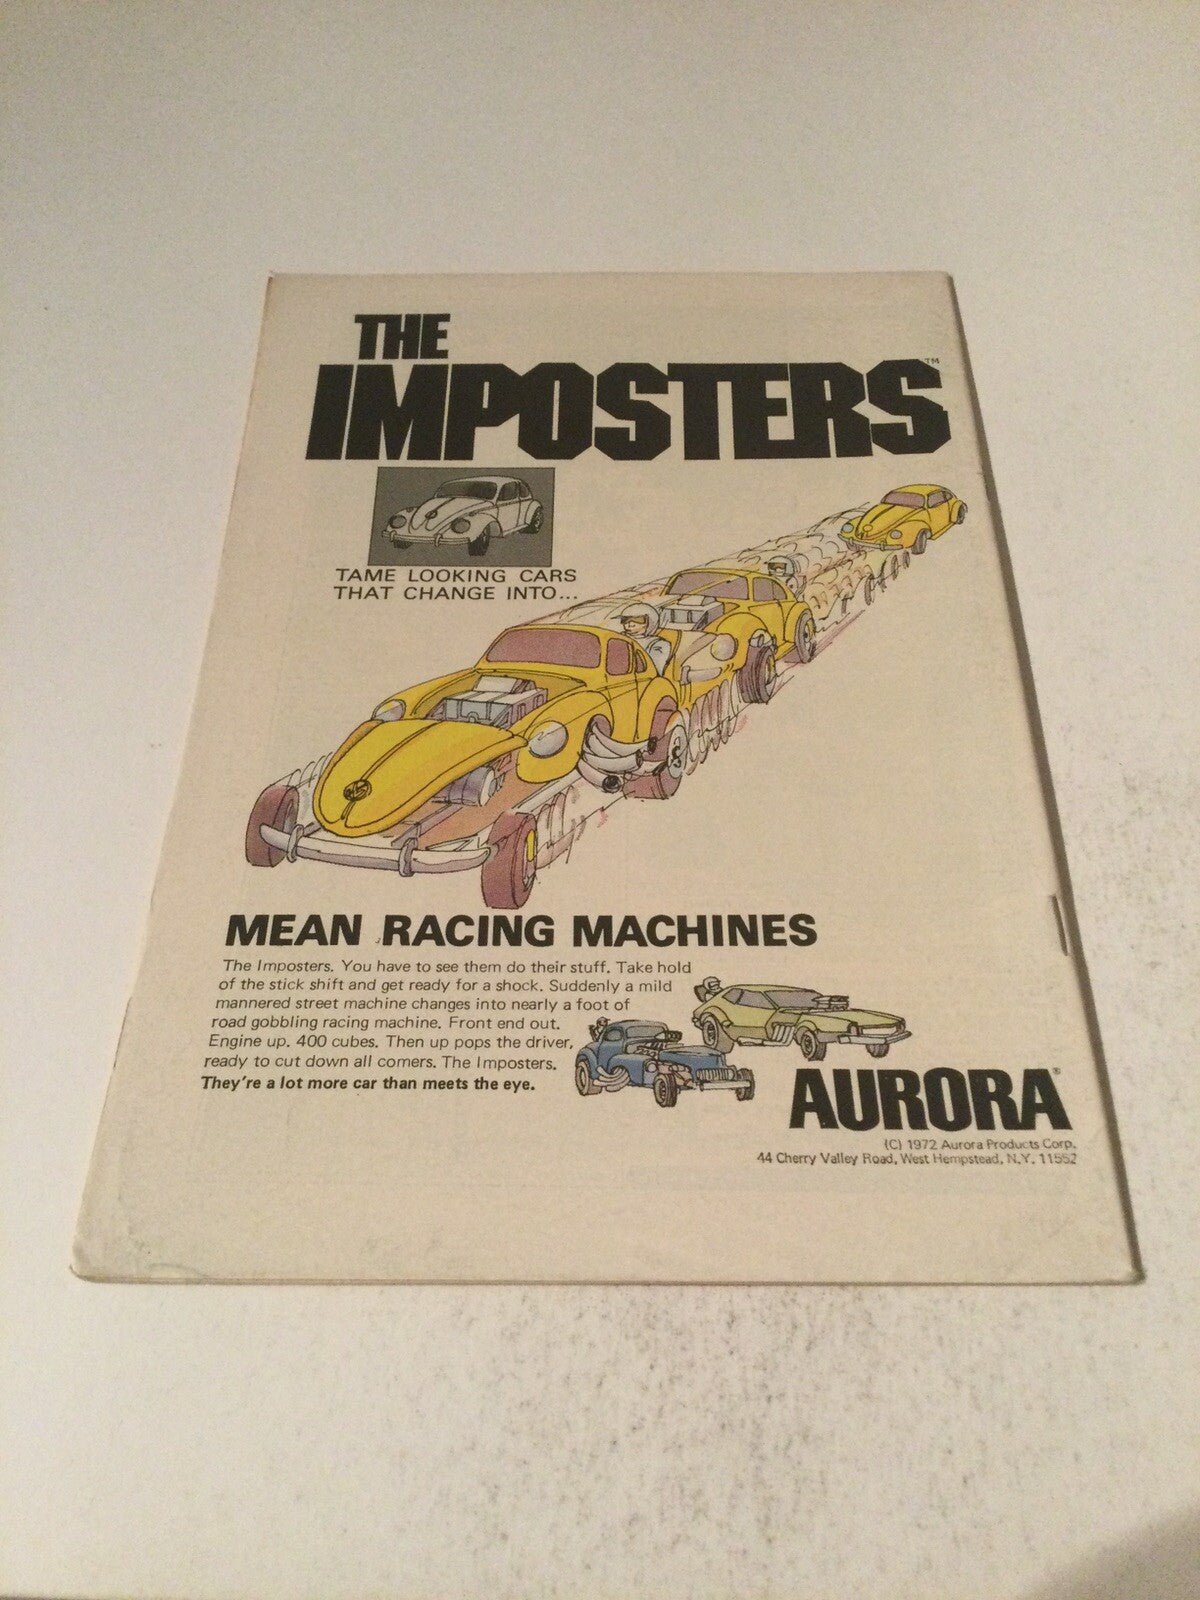 THE
IMPOSTERS™
TAME LOOKING CARS
THAT CHANGE INTO...
MEAN RACING MACHINES
The Imposters. You have to see them do their stuff. Take hold
of the stick shift and get ready for a shock. Suddenly a mild
mannered street machine changes into nearly a foot of
road gobbling racing machine. Front end out.
Engine up. 400 cubes. Then up pops the driver,
ready to cut down all comers. The Imposters.
They're a lot more car than meets the eye.
AURORA®
(C) 1972 Aurora Products Corp.
44 Cherry Valley Road, West Hempstead, N.Y. 11552